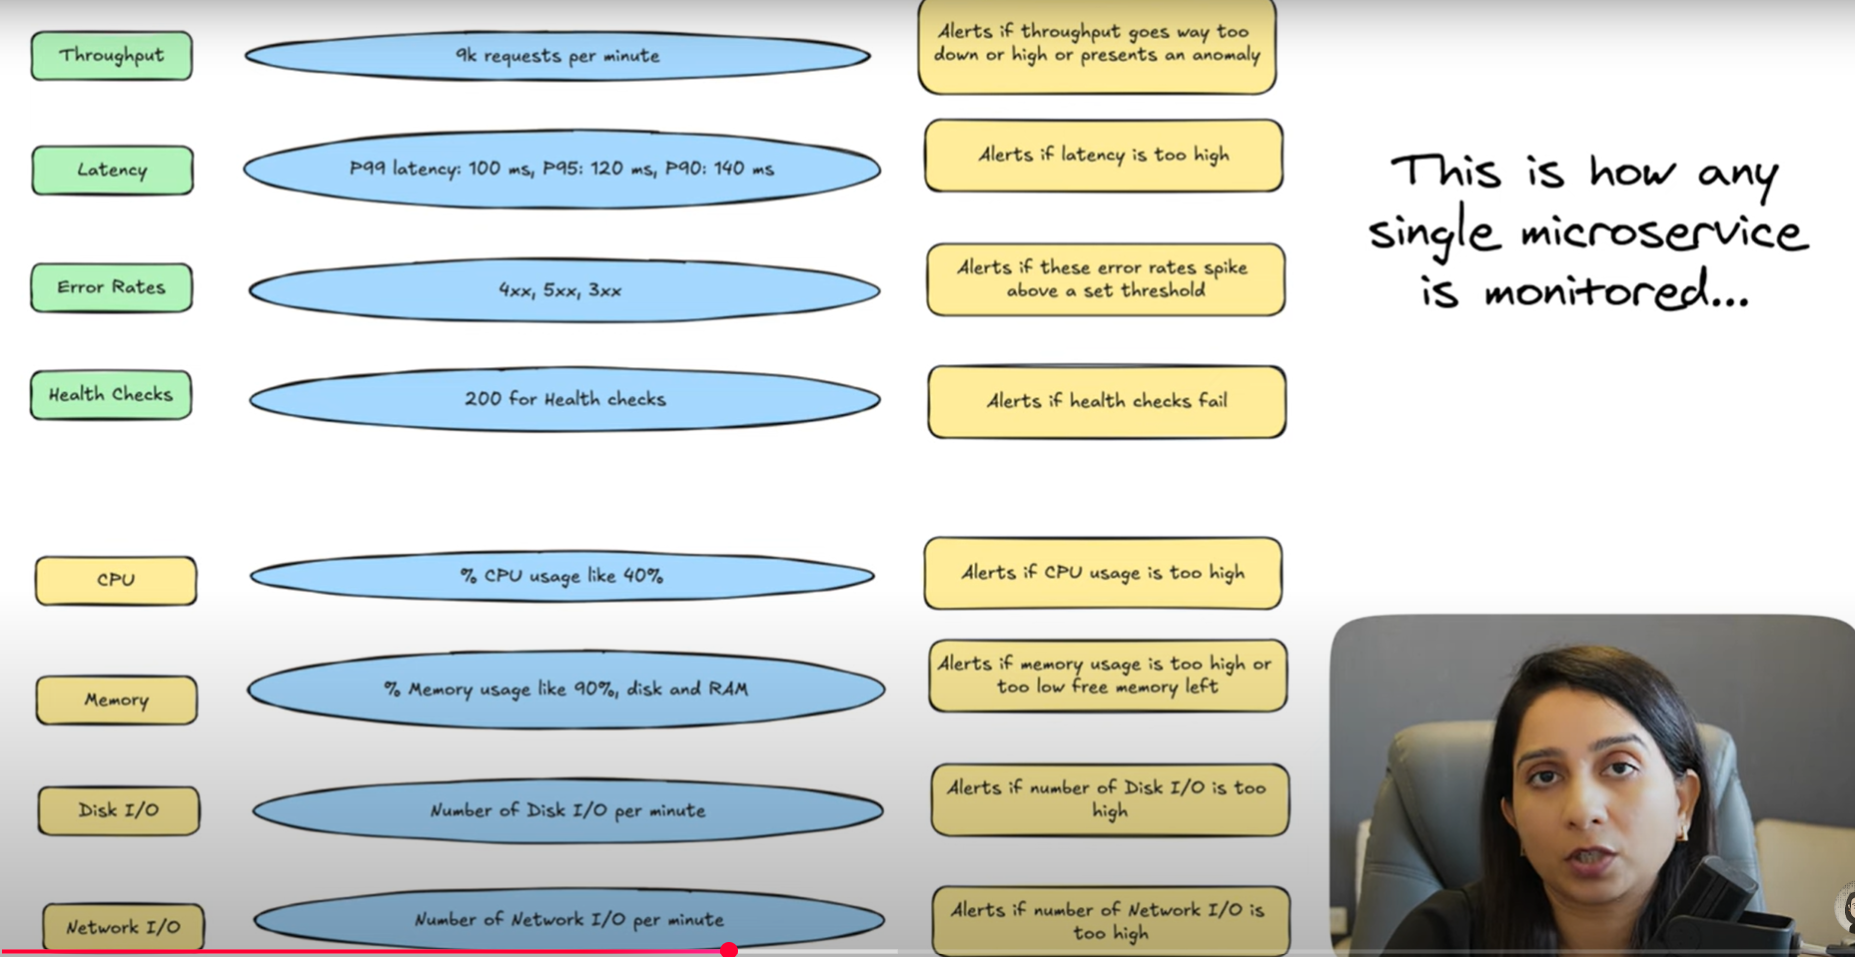 Throughput
9k requests per minute
Alerts if throughput goes way too
down or high or presents an anomaly
Latency
P99 latency: 100 ms, P95: 120 ms, P90: 140 ms
Alerts if latency is too high
This is how any
single microservice
is monitored...
Error Rates
4xx, 5xx, 3xx
Alerts if these error rates spike
above a set threshold
Health Checks
200 for Health checks
Alerts if health checks fail
CPU
% CPU usage like 40%
Alerts if CPU usage is too high
Memory
% Memory usage like 90%, disk and RAM
Alerts if memory usage is too high or
too low free memory left
Disk I/O
Number of Disk I/O per minute
Alerts if number of Disk I/O is too
high
Network I/O
Number of Network I/O per minute
Alerts if number of Network I/O is
too high